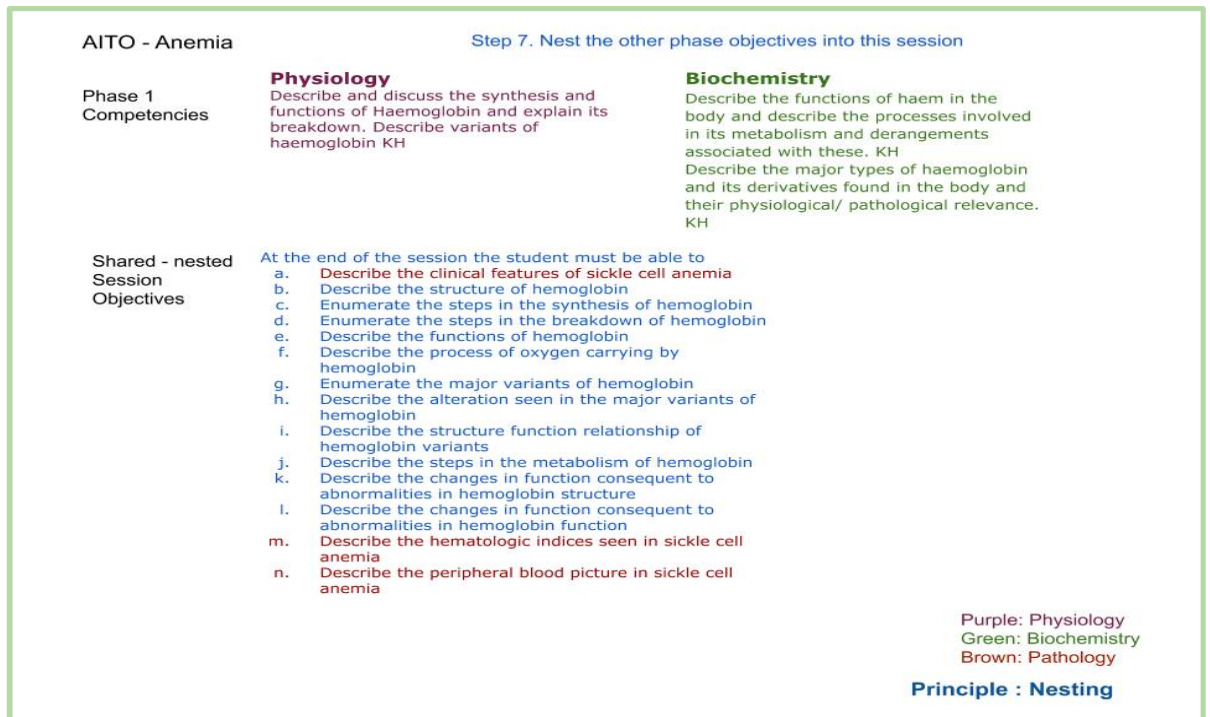 AITO - Anemia
Step 7. Nest the other phase objectives into this session
Phase 1
Competencies
Physiology
Describe and discuss the synthesis and
functions of Haemoglobin and explain its
breakdown. Describe variants of
haemoglobin KH
Biochemistry
Describe the functions of haem in the
body and describe the processes involved
in its metabolism and derangements
associated with these. KH
Describe the major types of haemoglobin
and its derivatives found in the body and
their physiological/ pathological relevance.
KH
Shared - nested
Session
Objectives
At the end of the session the student must be able to
a. Describe the clinical features of sickle cell anemia
b. Describe the structure of hemoglobin
c. Enumerate the steps in the synthesis of hemoglobin
d. Enumerate the steps in the breakdown of hemoglobin
e. Describe the functions of hemoglobin
f. Describe the process of oxygen carrying by
hemoglobin
g. Enumerate the major variants of hemoglobin
h. Describe the alteration seen in the major variants of
hemoglobin
i. Describe the structure function relationship of
hemoglobin variants
j. Describe the steps in the metabolism of hemoglobin
k. Describe the changes in function consequent to
abnormalities in hemoglobin structure
l. Describe the changes in function consequent to
abnormalities in hemoglobin function
m. Describe the hematologic indices seen in sickle cell
anemia
n. Describe the peripheral blood picture in sickle cell
anemia
Purple: Physiology
Green: Biochemistry
Brown: Pathology
Principle : Nesting